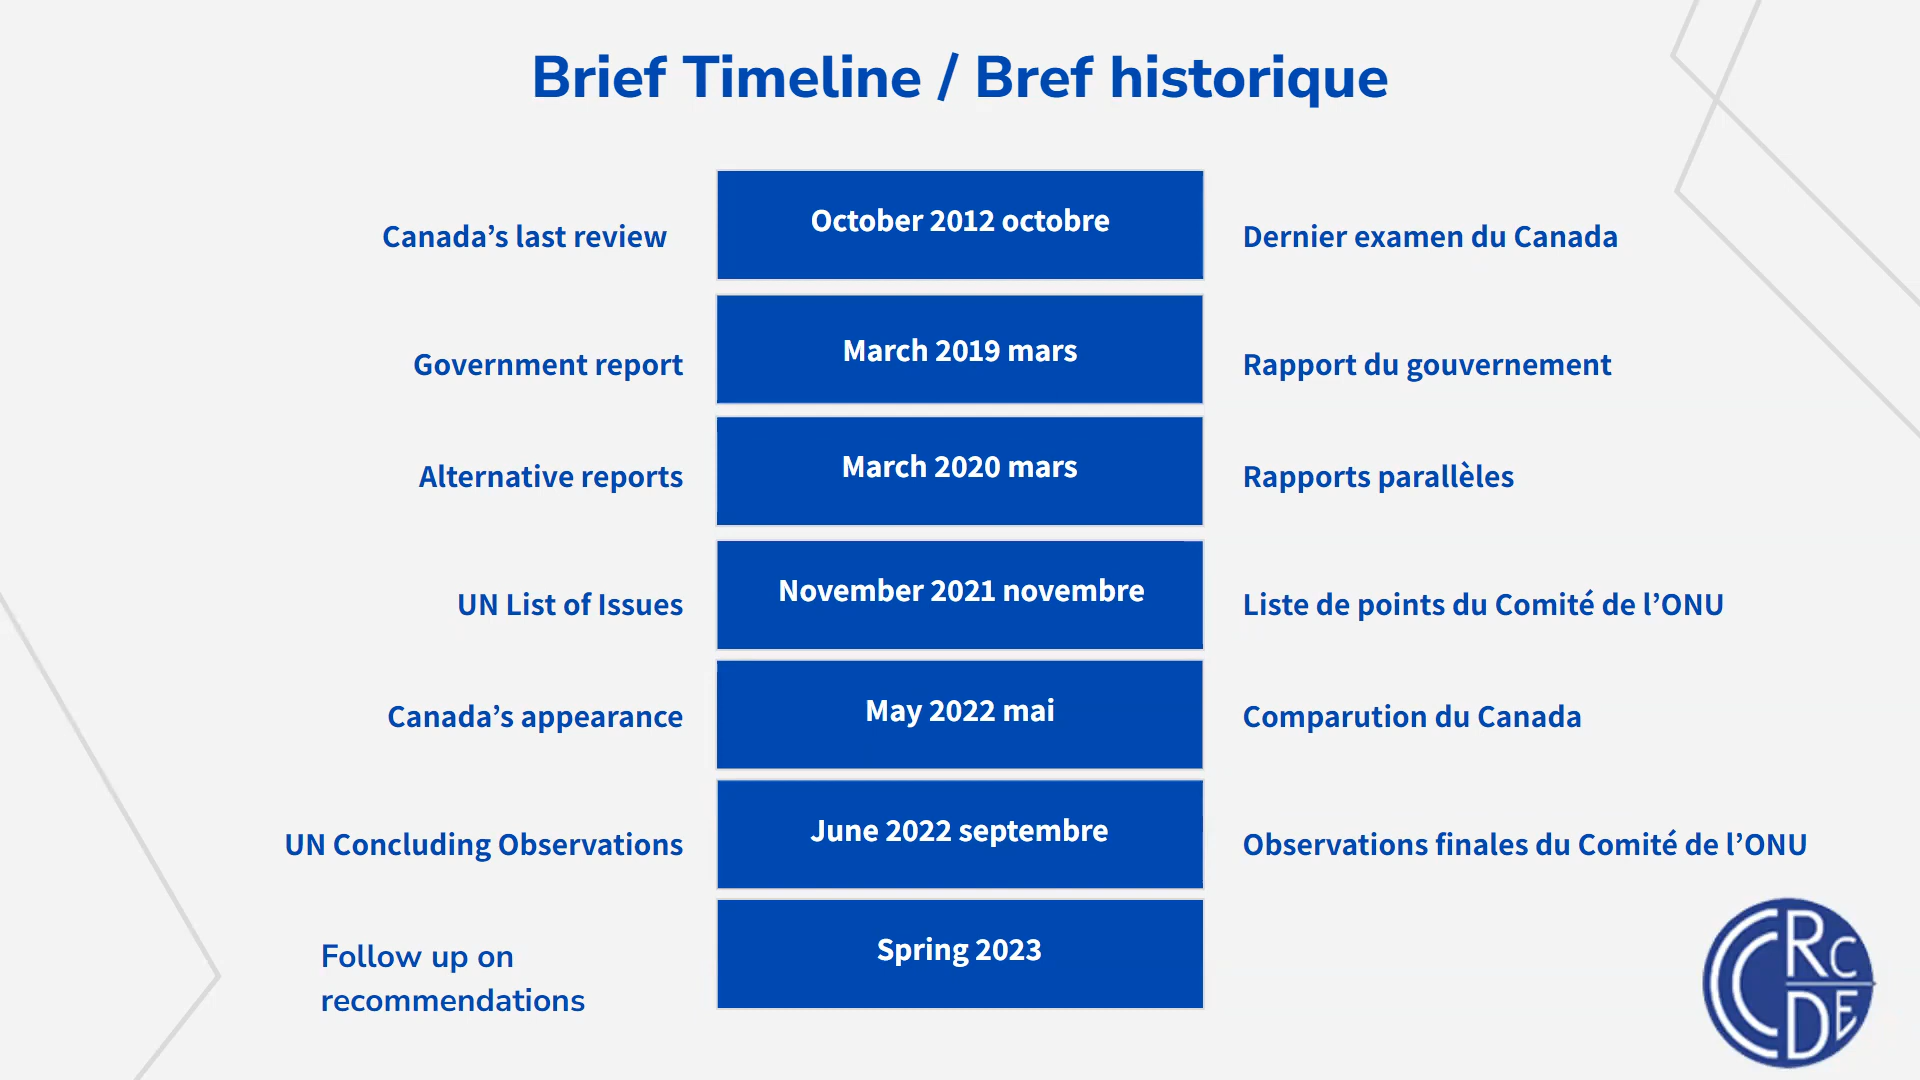 Brief Timeline / Bref historique
Canada’s last review
October 2012 octobre
Dernier examen du Canada
Government report
March 2019 mars
Rapport du gouvernement
Alternative reports
March 2020 mars
Rapports parallèles
UN List of Issues
November 2021 novembre
Liste de points du Comité de l’ONU
Canada’s appearance
May 2022 mai
Comparution du Canada
UN Concluding Observations
June 2022 septembre
Observations finales du Comité de l’ONU
Follow up on
recommendations
Spring 2023
CCRC
CCDE